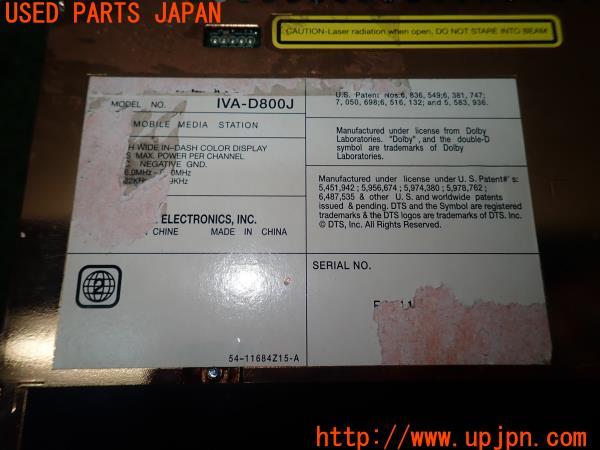 USED PARTS JAPAN
CAUTION-Laser radiation when open, DO NOT STARE INTO BEAM
MODEL NO. IVA-D800J
MOBILE MEDIA STATION
H WIDE IN-DASH COLOR DISPLAY
S MAX. POWER PER CHANNEL
NEGATIVE GND.
ELECTRONICS, INC.
CHINE MADE IN CHINA
2
54-11684Z15-A
U.S. Patent Nos:6, 836, 549;6, 381, 747;
7, 050, 698;6, 516, 132; and 5, 583, 936.
Manufactured under license from Dolby
Laboratories. "Dolby", and the double-D
symbol are trademarks of Dolby
Laboratories.
Manufactured under license under U.S. Patent#'s:
5,451,942 ; 5,956,674 ; 5,974,380 ; 5,978,762 ;
6,487,535 & other U.S. and worldwide patents
issued & pending. DTS and the Symbol are registered
trademarks & the DTS logos are trademarks of DTS, Inc.
© DTS, Inc. All Rights Reserved.
SERIAL NO.
UPJ
http://www.upjpn.com/